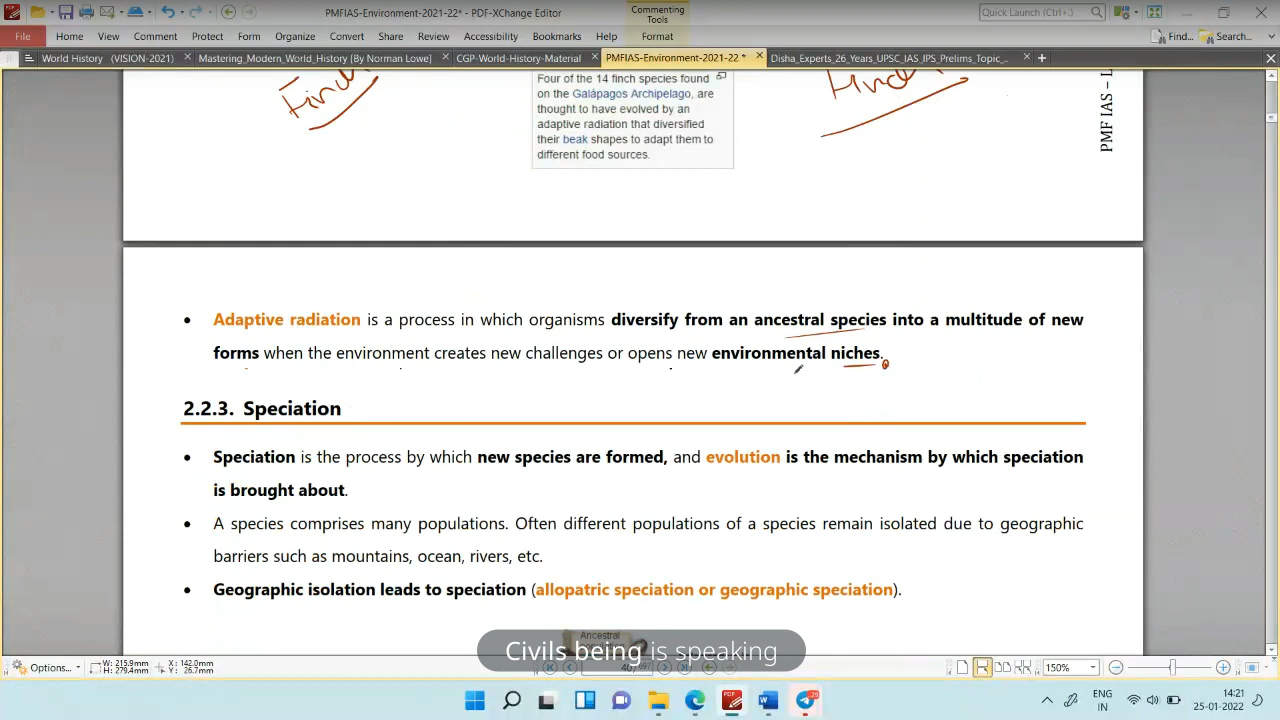 PMFIAS-Environment-2021-22* - PDF-XChange Editor
Commenting Tools
Quick Launch (Ctrl+.)
File Home View Comment Protect Form Organize Convert Share Review Accessibility Bookmarks Help Format Find... Search...
World History (VISION-2021) × Mastering_Modern_World_History [By Norman Lowe] × CGP-World-History-Material × PMFIAS-Environment-2021-22 * × Disha_Experts_26_Years_UPSC_IAS_IPS_Prelims_Topic_... ×
Four of the 14 finch species found
on the Galápagos Archipelago, are
thought to have evolved by an
adaptive radiation that diversified
their beak shapes to adapt them to
different food sources.
PMF IAS –
• Adaptive radiation is a process in which organisms diversify from an ancestral species into a multitude of new
forms when the environment creates new challenges or opens new environmental niches.
2.2.3. Speciation
• Speciation is the process by which new species are formed, and evolution is the mechanism by which speciation
is brought about.
• A species comprises many populations. Often different populations of a species remain isolated due to geographic
barriers such as mountains, ocean, rivers, etc.
• Geographic isolation leads to speciation (allopatric speciation or geographic speciation).
Ancestral
Civils being is speaking
Options... W: 215.9mm X: 142.0mm
H: 279.4mm Y: 26.7mm
150%
ENG
IN
14:21
25-01-2022